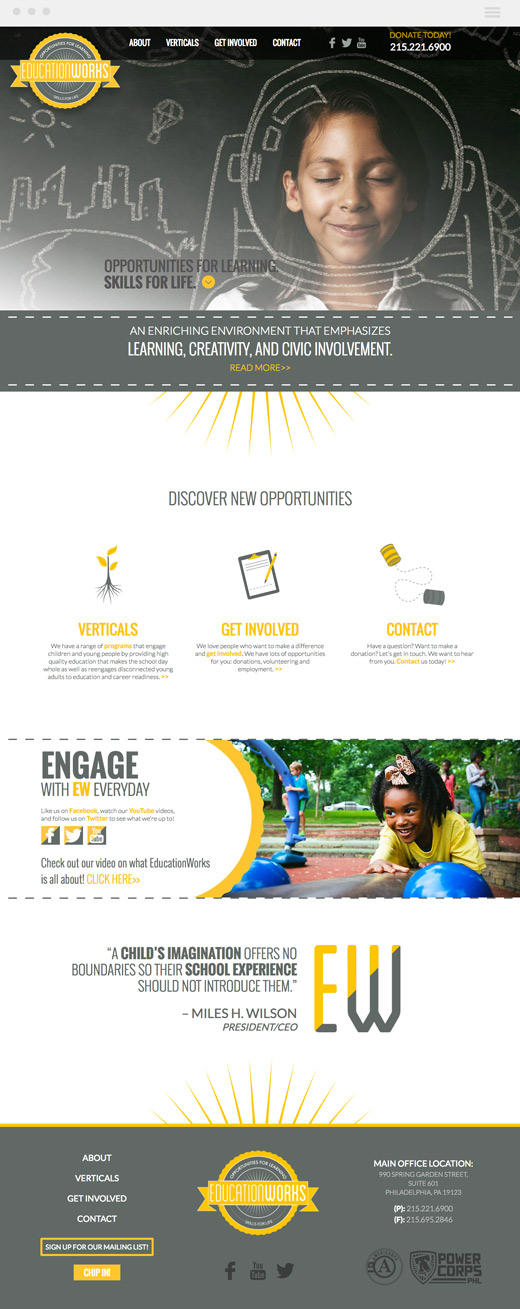 ABOUT VERTICALS GET INVOLVED CONTACT
DONATE TODAY!
215.221.6900
OPPORTUNITIES FOR LEARNING
EDUCATIONWORKS
SKILLS FOR LIFE
OPPORTUNITIES FOR LEARNING.
SKILLS FOR LIFE.
AN ENRICHING ENVIRONMENT THAT EMPHASIZES
LEARNING, CREATIVITY, AND CIVIC INVOLVEMENT.
READ MORE>>
DISCOVER NEW OPPORTUNITIES
VERTICALS
We have a range of programs that engage
children and young people by providing high
quality education that makes the school day
whole as well as reengages disconnected young
adults to education and career readiness. >>
GET INVOLVED
We love people who want to make a difference
and get involved. We have lots of opportunities
for you: donations, volunteering and
employment. >>
CONTACT
Have a question? Want to make a
donation? Let's get in touch. We want to hear
from you. Contact us today! >>
ENGAGE
WITH EW EVERYDAY
Like us on Facebook, watch our YouTube videos,
and follow us on Twitter to see what we're up to!
You
Tube
Check out our video on what EducationWorks
is all about! CLICK HERE>>
“A CHILD’S IMAGINATION OFFERS NO
BOUNDARIES SO THEIR SCHOOL EXPERIENCE
SHOULD NOT INTRODUCE THEM.”
– MILES H. WILSON
PRESIDENT/CEO
EW
ABOUT
VERTICALS
GET INVOLVED
CONTACT
SIGN UP FOR OUR MAILING LIST!
CHIP IN!
OPPORTUNITIES FOR LEARNING
EDUCATIONWORKS
SKILLS FOR LIFE
You
Tube
MAIN OFFICE LOCATION:
990 SPRING GARDEN STREET,
SUITE 601
PHILADELPHIA, PA 19123
(P): 215.221.6900
(F): 215.695.2846
AMERICORPS
A
POWER
CORPS
PHL